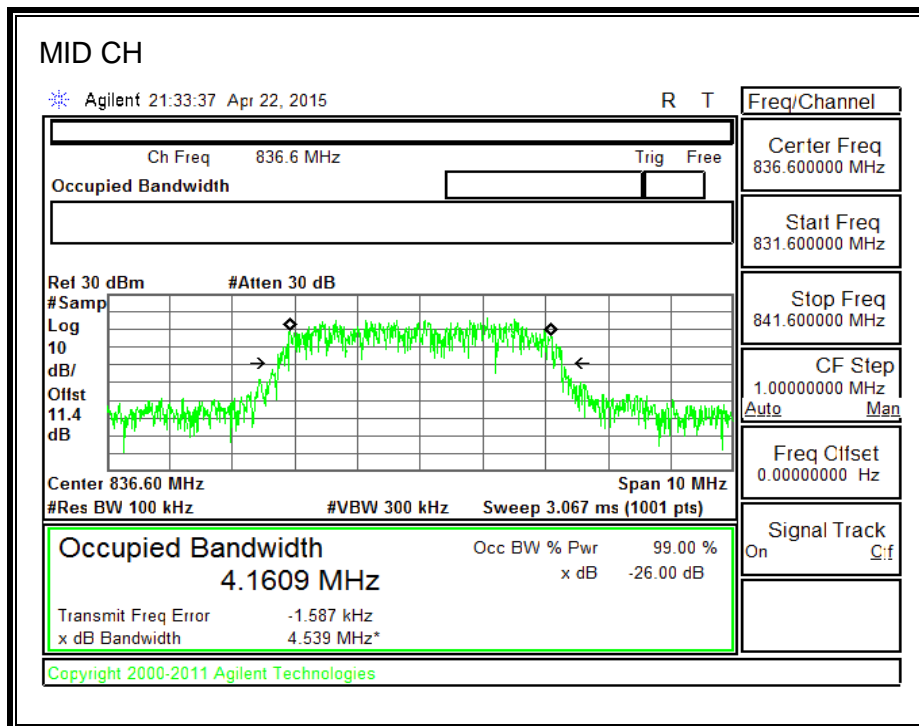 MID CH
Agilent 21:33:37 Apr 22, 2015 R T
Freq/Channel
Ch Freq 836.6 MHz Trig Free
Occupied Bandwidth
Center Freq
836.600000 MHz
Start Freq
831.600000 MHz
Stop Freq
841.600000 MHz
CF Step
1.00000000 MHz
Auto Man
Freq Offset
0.00000000 Hz
Signal Track
On Off
Ref 30 dBm #Atten 30 dB
#Samp
Log
10
dB/
Offst
11.4
dB
Center 836.60 MHz Span 10 MHz
#Res BW 100 kHz #VBW 300 kHz Sweep 3.067 ms (1001 pts)
Occupied Bandwidth Occ BW % Pwr 99.00 %
4.1609 MHz x dB -26.00 dB
Transmit Freq Error -1.587 kHz
x dB Bandwidth 4.539 MHz*
Copyright 2000-2011 Agilent Technologies